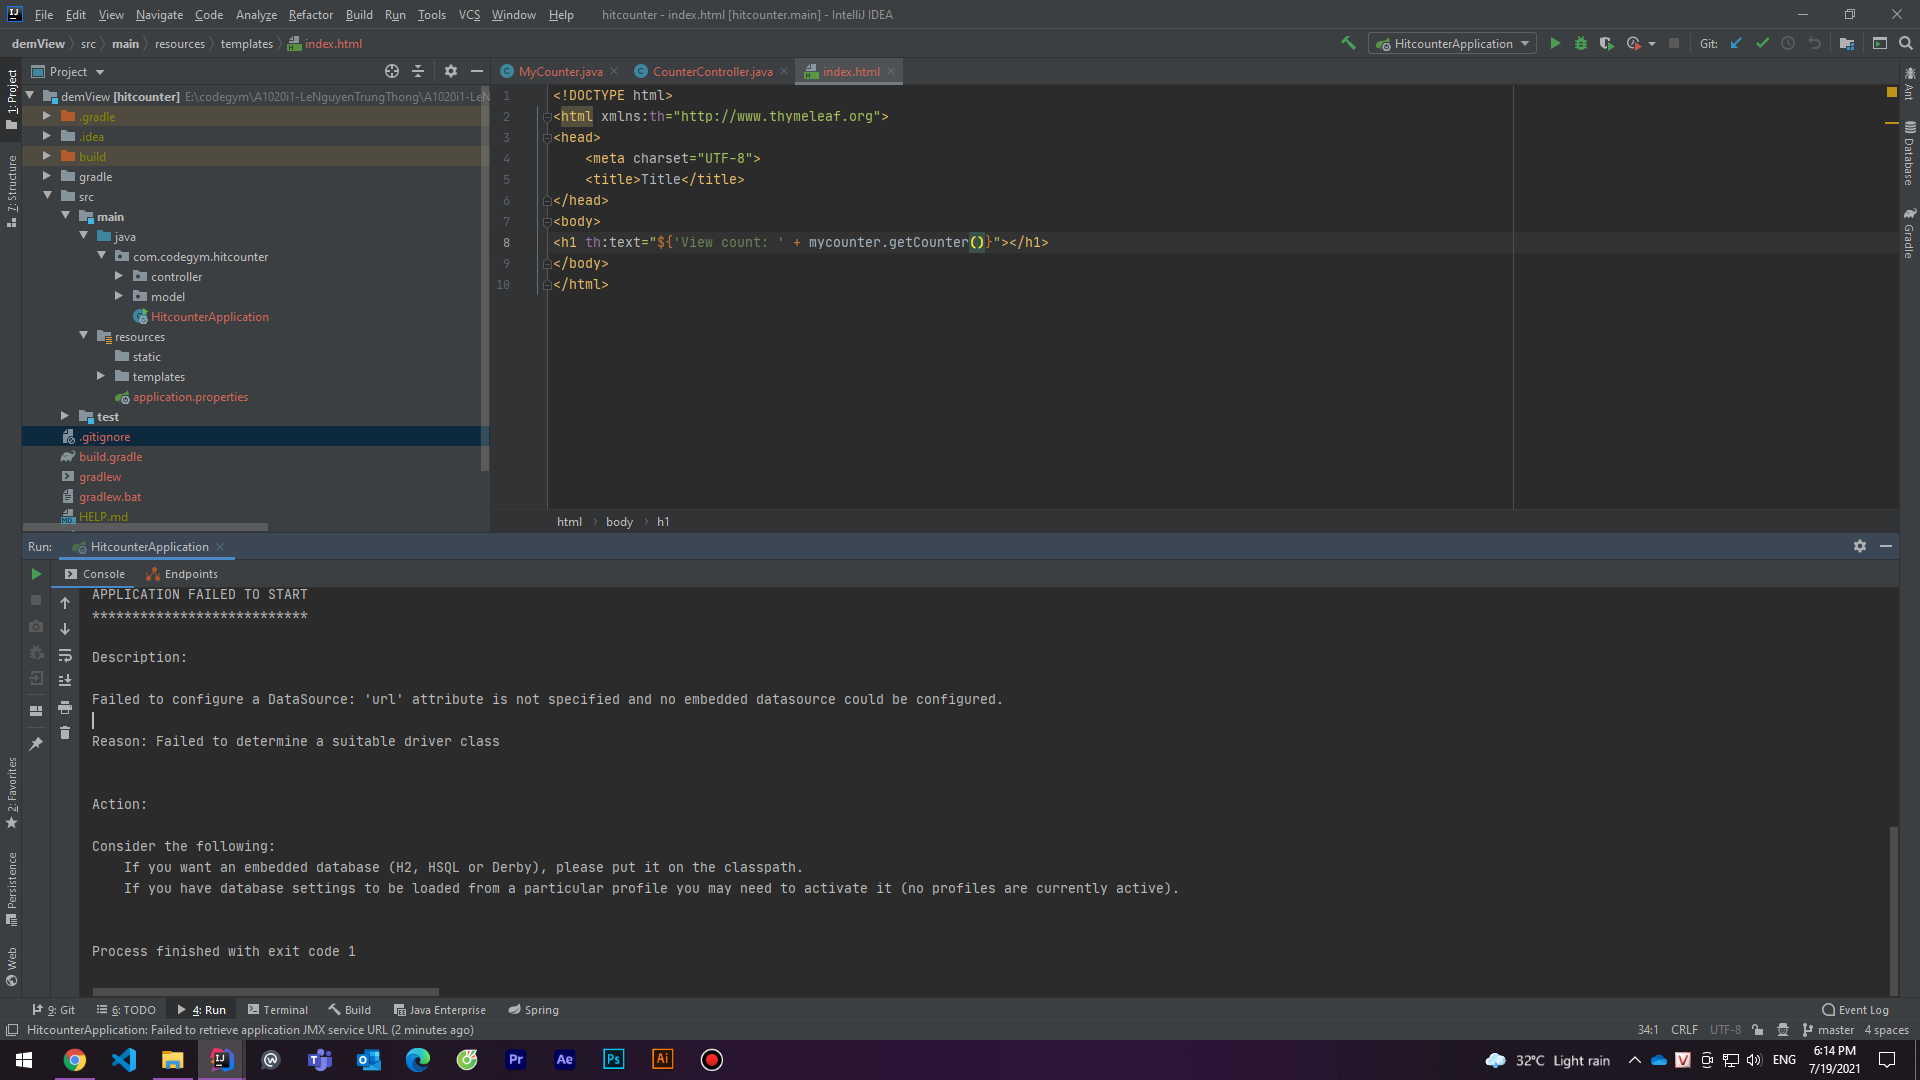 File Edit View Navigate Code Analyze Refactor Build Run Tools VCS Window Help hitcounter - index.html [hitcounter.main] - IntelliJ IDEA
demView src main resources templates index.html HitcounterApplication Git:
Project
MyCounter.java CounterController.java index.html
demView [hitcounter] E:\codegym\A1020i1-LeNguyenTrungThong\A1020i1-LeN
.gradle
.idea
build
gradle
src
main
java
com.codegym.hitcounter
controller
model
HitcounterApplication
resources
static
templates
application.properties
test
.gitignore
build.gradle
gradlew
gradlew.bat
HELP.md
1 <!DOCTYPE html>
2 <html xmlns:th="http://www.thymeleaf.org">
3 <head>
4 <meta charset="UTF-8">
5 <title>Title</title>
6 </head>
7 <body>
8 <h1 th:text="${'View count: ' + mycounter.getCounter()}"></h1>
9 </body>
10 </html>
html body h1
1: Project
7: Structure
2: Favorites
Persistence
Web
Ant
Database
Gradle
Run: HitcounterApplication
Console Endpoints
APPLICATION FAILED TO START
***************************
Description:
Failed to configure a DataSource: 'url' attribute is not specified and no embedded datasource could be configured.
Reason: Failed to determine a suitable driver class
Action:
Consider the following:
If you want an embedded database (H2, HSQL or Derby), please put it on the classpath.
If you have database settings to be loaded from a particular profile you may need to activate it (no profiles are currently active).
Process finished with exit code 1
9: Git 6: TODO 4: Run Terminal Build Java Enterprise Spring Event Log
HitcounterApplication: Failed to retrieve application JMX service URL (2 minutes ago) 34:1 CRLF UTF-8 master 4 spaces
Pr Ae Ps Ai 32°C Light rain ENG 6:14 PM
7/19/2021